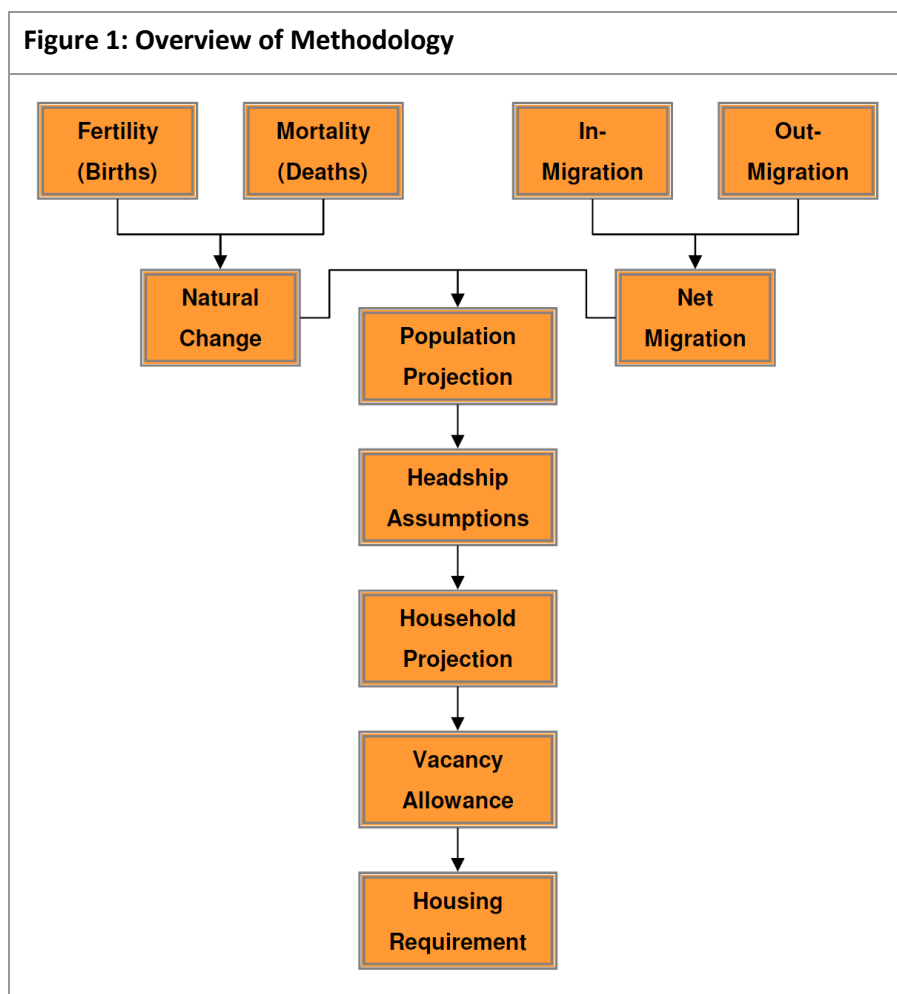 Figure 1: Overview of Methodology
Fertility
(Births)
Mortality
(Deaths)
In-
Migration
Out-
Migration
Natural
Change
Net
Migration
Population
Projection
Headship
Assumptions
Household
Projection
Vacancy
Allowance
Housing
Requirement